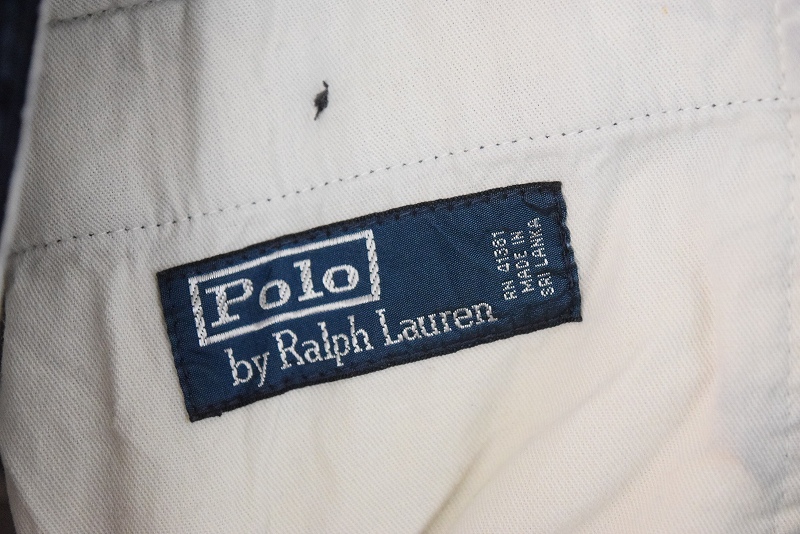 Polo
by Ralph Lauren
RN 41381
MADE IN
SRI LANKA